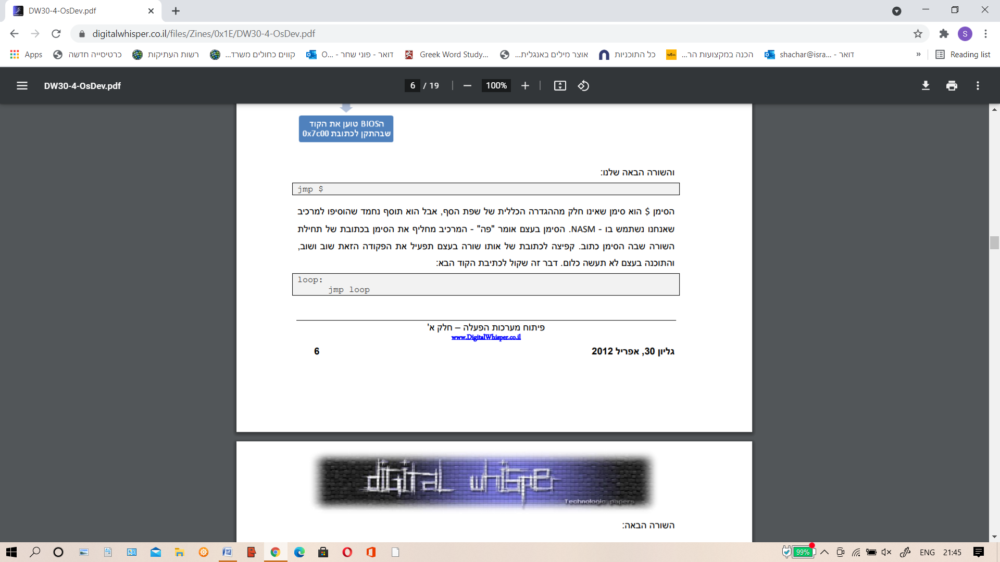 DW30-4-OsDev.pdf
digitalwhisper.co.il/files/Zines/0x1E/DW30-4-OsDev.pdf
S
Apps
כרטיסייה חדשה
רשות העתיקות
קווים כחולים משרד...
דואר - פוני שחר - O...
Greek Word Study...
אוצר מילים באנגלית...
כל התוכניות
הכנה במקצועות הר...
דואר - shachar@isra...
»
Reading list
DW30-4-OsDev.pdf
6 / 19
100%
הBIOS טוען את הקוד
שבהתקן לכתובת 0x7c00
והשורה הבאה שלנו:
jmp $
הסימן $ הוא סימן שאינו חלק מההגדרה הכללית של שפת הסף, אבל הוא תוסף נחמד שהוסיפו למרכיב
שאנחנו נשתמש בו - NASM. הסימן בעצם אומר "פה" - המרכיב מחליף את הסימן בכתובת של תחילת
השורה שבה הסימן כתוב. קפיצה לכתובת של אותו שורה בעצם תפעיל את הפקודה הזאת שוב ושוב,
והתוכנה בעצם לא תעשה כלום. דבר זה שקול לכתיבת הקוד הבא:
loop:
jmp loop
פיתוח מערכות הפעלה – חלק א'
www.DigitalWhisper.co.il
גליון 30, אפריל 2012
6
digital whisper
Technologic papers
השורה הבאה:
99%
ENG
21:45